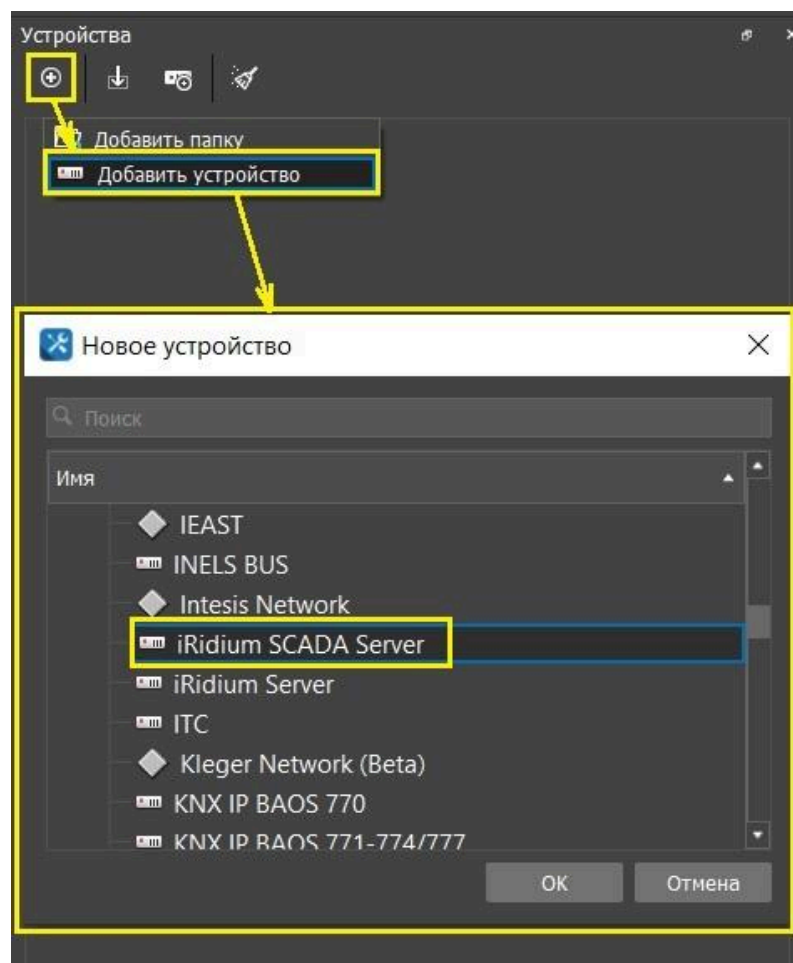 Устройства
Добавить папку
Добавить устройство
Новое устройство
Поиск
Имя
IEAST
INELS BUS
Intesis Network
iRidium SCADA Server
iRidium Server
ITC
Kleger Network (Beta)
KNX IP BAOS 770
KNX IP BAOS 771-774/777
OK
Отмена